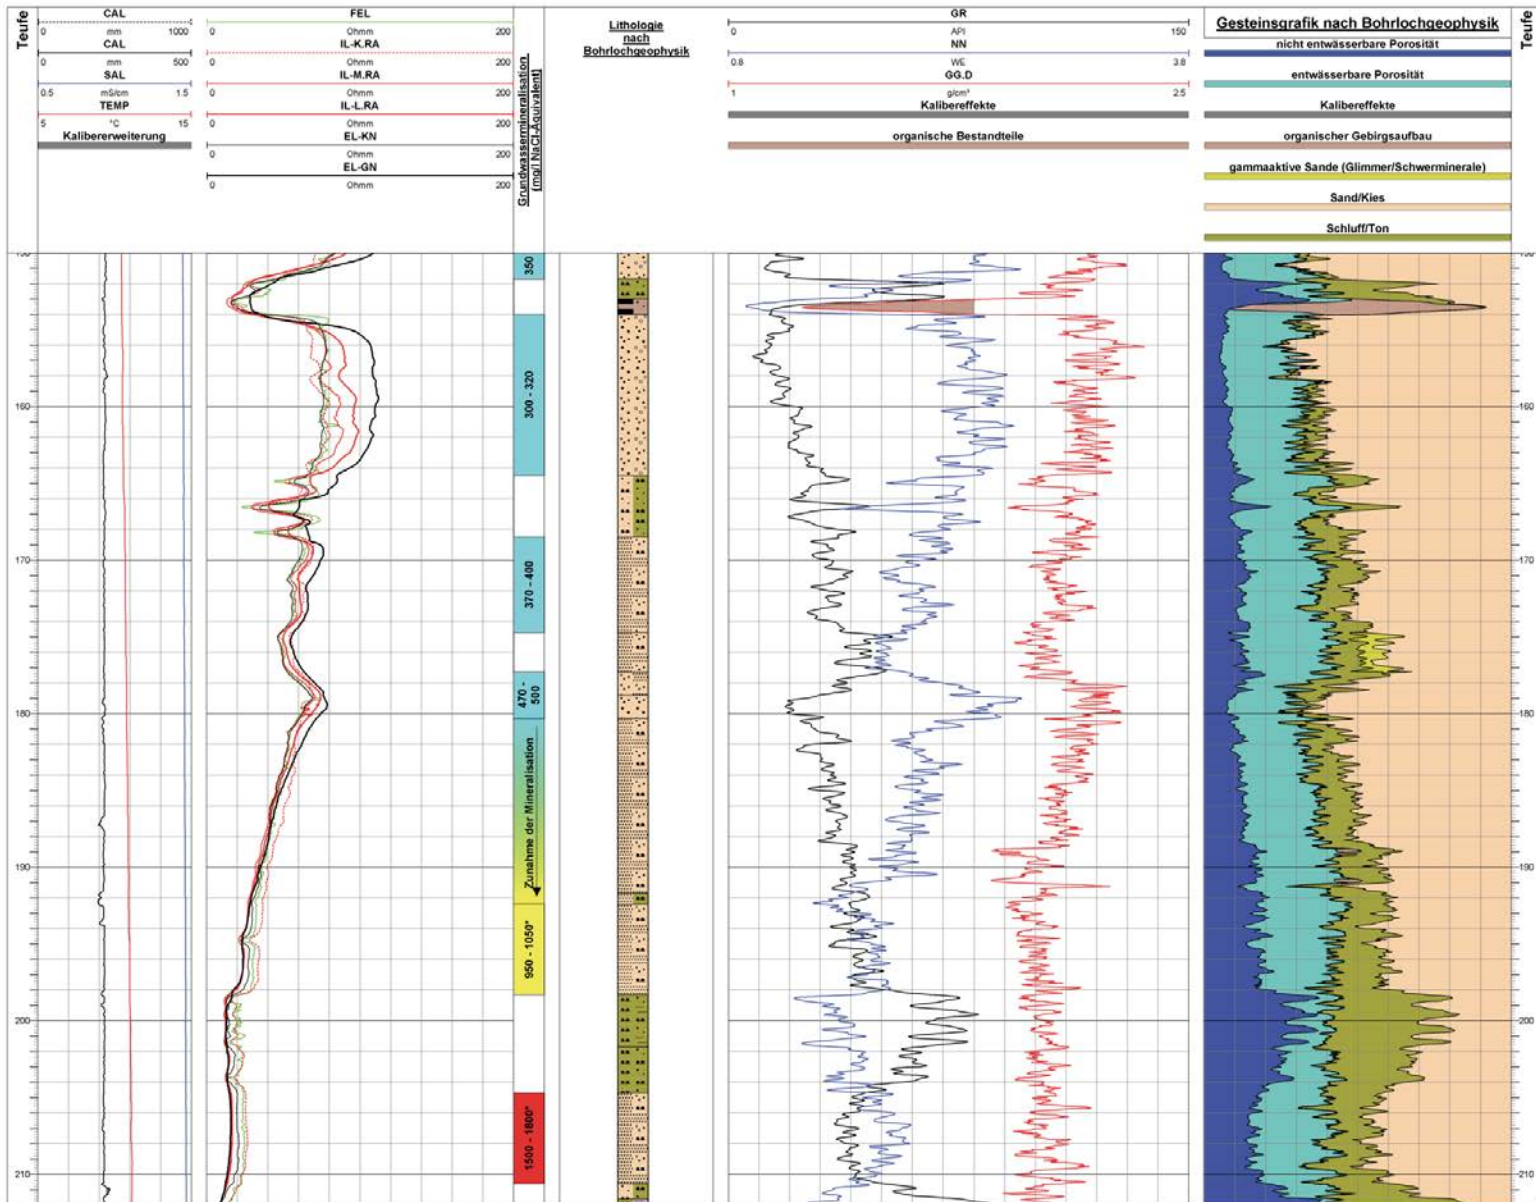 Teufe
CAL
0 mm 1000
CAL
0 mm 500
SAL
0.5 mS/cm 1.5
TEMP
5 °C 15
Kalibererweiterung
FEL
0 Ohmm 200
IL-K.RA
0 Ohmm 200
IL-M.RA
0 Ohmm 200
IL-L.RA
0 Ohmm 200
EL-KN
0 Ohmm 200
EL-GN
0 Ohmm 200
Grundwassermineralisation
(mg/l NaCl-Äquivalent)
Lithologie
nach
Bohrlochgeophysik
GR
0 API 150
NN
0.8 WE 3.8
GG.D
1 g/cm³ 2.5
Kalibereffekte
organische Bestandteile
Gesteinsgrafik nach Bohrlochgeophysik
nicht entwässerbare Porosität
entwässerbare Porosität
Kalibereffekte
organischer Gebirgsaufbau
gammaaktive Sande (Glimmer/Schwerminerale)
Sand/Kies
Schluff/Ton
Teufe
350
300 - 320
160
160
170
170
370 - 400
470 -
500
180
180
Zunahme der Mineralisation
190
190
950 - 1050*
200
200
1500 - 1800*
210
210